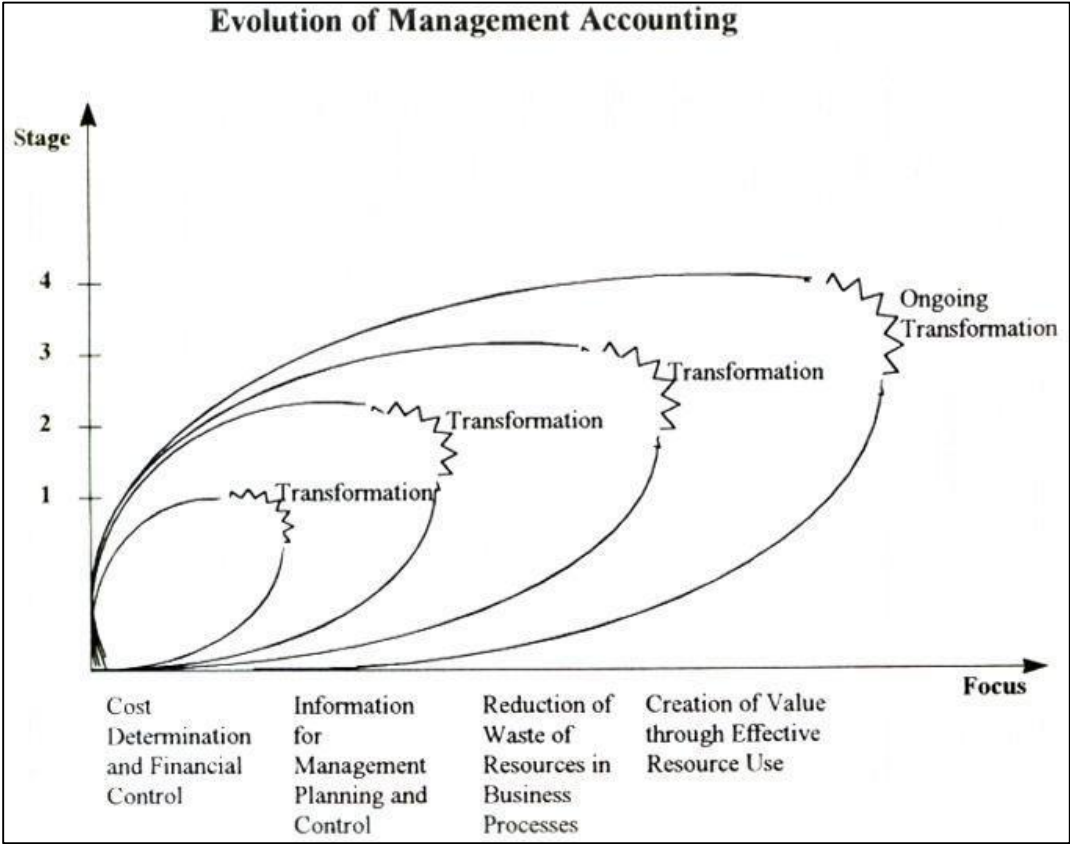 Evolution of Management Accounting
Stage
4
Ongoing
Transformation
3
Transformation
2
Transformation
1
Transformation
Focus
Cost
Determination
and Financial
Control
Information
for
Management
Planning and
Control
Reduction of
Waste of
Resources in
Business
Processes
Creation of Value
through Effective
Resource Use